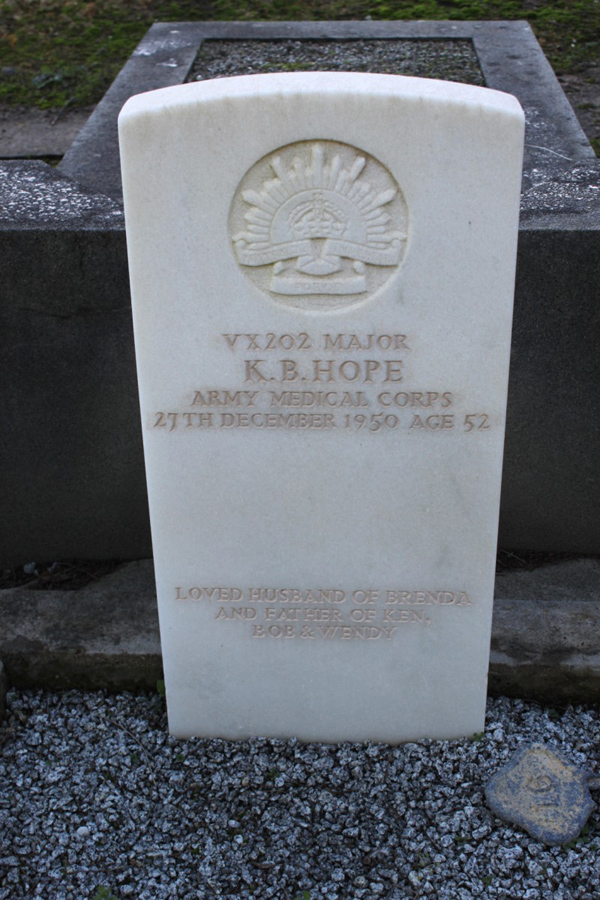 VX202 MAJOR
K.B.HOPE
ARMY MEDICAL CORPS
27TH DECEMBER 1950 AGE 52
LOVED HUSBAND OF BRENDA
AND FATHER OF KEN,
BOB & WENDY